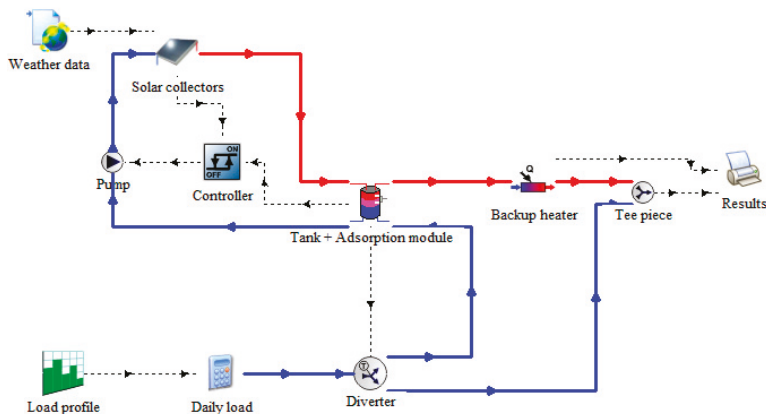 Weather data
Solar collectors
ON
OFF
Pump
Controller
Q
Backup heater
Tee piece
Results
Tank + Adsorption module
T
Load profile
Daily load
Diverter